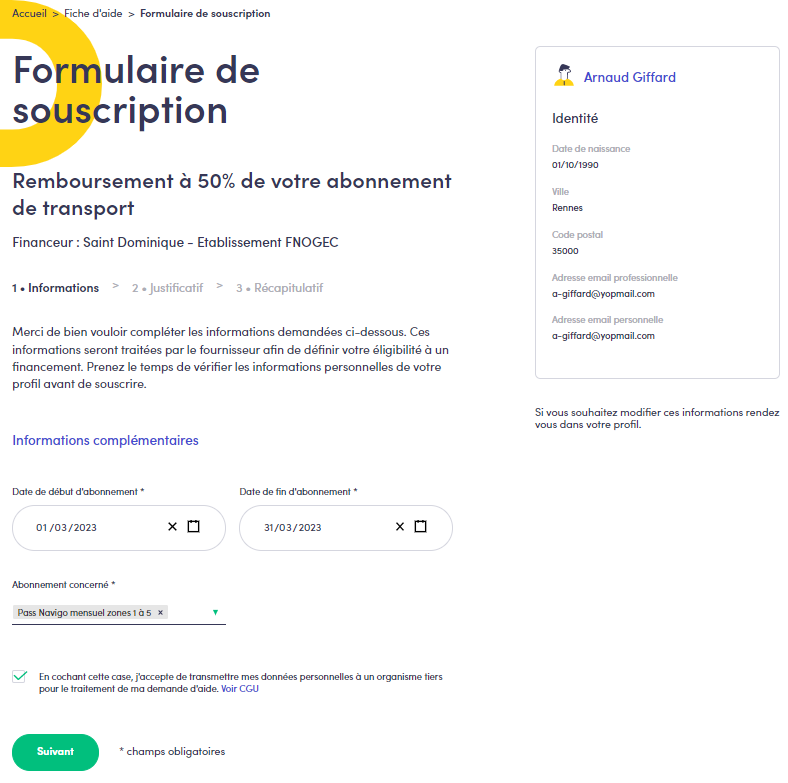 Accueil > Fiche d'aide > Formulaire de souscription
Formulaire de
souscription
Remboursement à 50% de votre abonnement
de transport
Financeur : Saint Dominique - Etablissement FNOGEC
1 • Informations > 2 • Justificatif > 3 • Récapitulatif
Merci de bien vouloir compléter les informations demandées ci-dessous. Ces
informations seront traitées par le fournisseur afin de définir votre éligibilité à un
financement. Prenez le temps de vérifier les informations personnelles de votre
profil avant de souscrire.
Informations complémentaires
Date de début d'abonnement * Date de fin d'abonnement *
01/03/2023 31/03/2023
Abonnement concerné *
Pass Navigo mensuel zones 1 à 5 ×
En cochant cette case, j'accepte de transmettre mes données personnelles à un organisme tiers
pour le traitement de ma demande d'aide. Voir CGU
Suivant * champs obligatoires
Arnaud Giffard
Identité
Date de naissance
01/10/1990
Ville
Rennes
Code postal
35000
Adresse email professionnelle
a-giffard@yopmail.com
Adresse email personnelle
a-giffard@yopmail.com
Si vous souhaitez modifier ces informations rendez
vous dans votre profil.